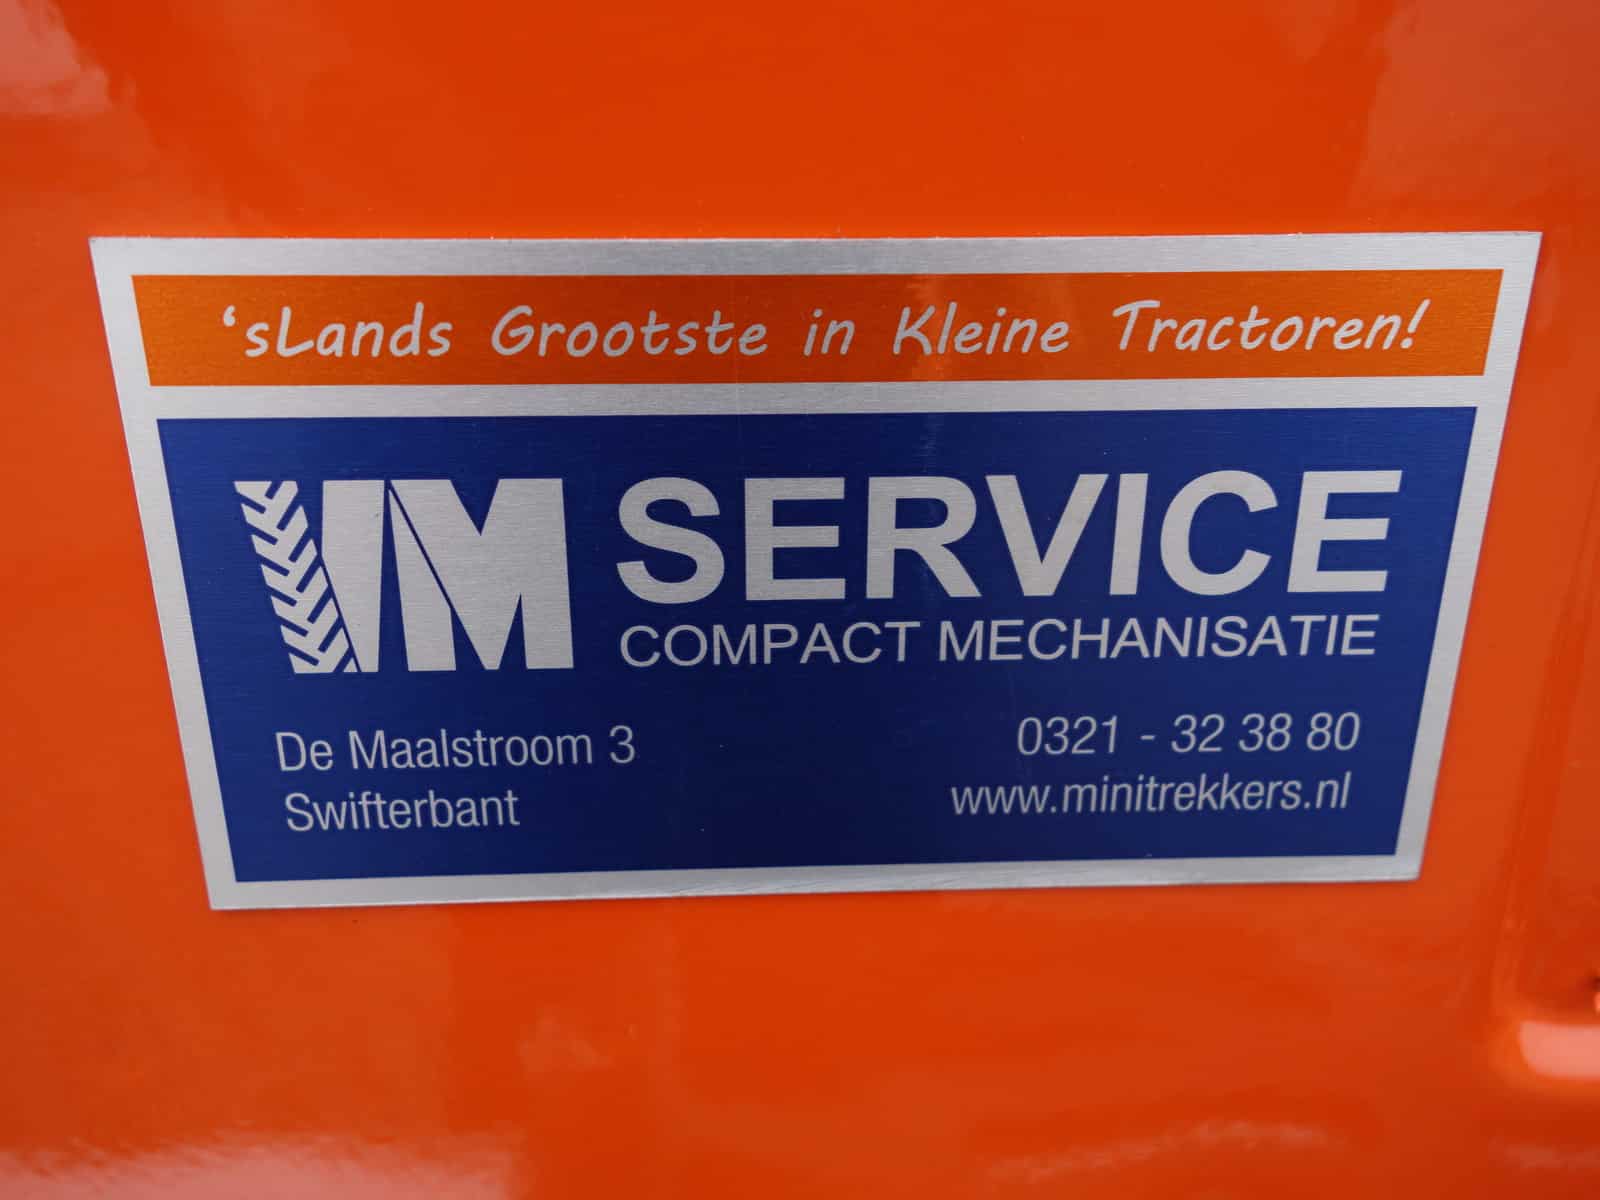 ‘sLands Grootste in Kleine Tractoren!
VM SERVICE
COMPACT MECHANISATIE
De Maalstroom 3
Swifterbant
0321 - 32 38 80
www.minitrekkers.nl